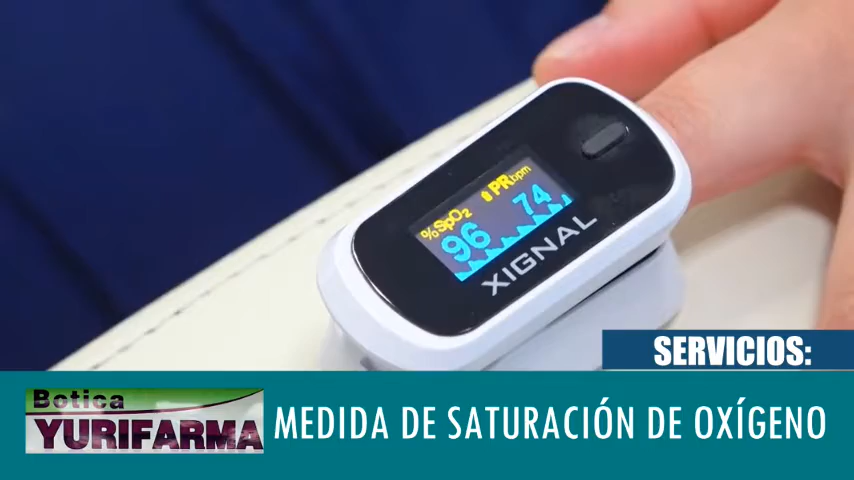 %SpO2
PRbpm
96
74
XIGNAL
SERVICIOS:
Botica
YURIFARMA
MEDIDA DE SATURACIÓN DE OXÍGENO